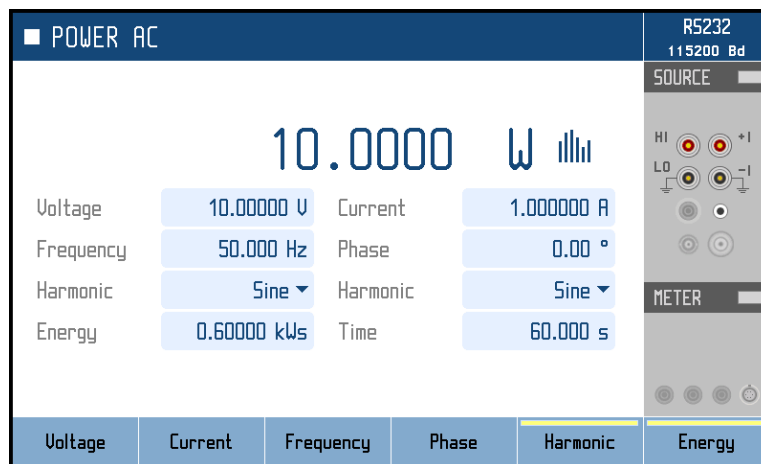 POWER AC
RS232
115200 Bd
SOURCE
10.0000 W
HI +I
LO -I
Voltage 10.00000 V Current 1.000000 A
Frequency 50.000 Hz Phase 0.00 °
Harmonic Sine Harmonic Sine
Energy 0.60000 kWs Time 60.000 s
METER
Voltage Current Frequency Phase Harmonic Energy